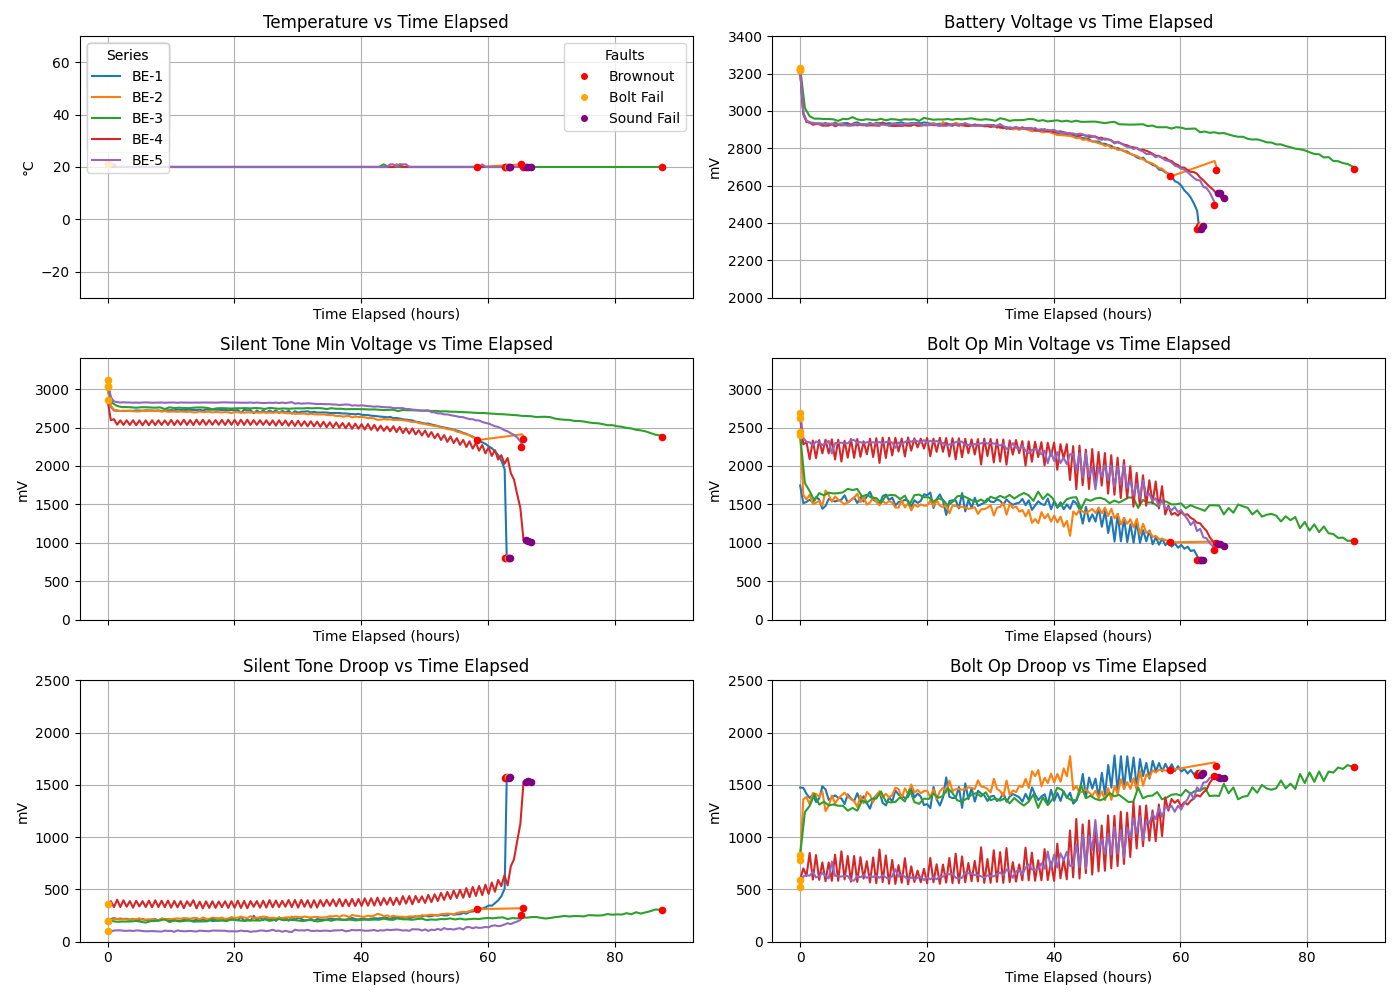 Temperature vs Time Elapsed
60
40
20
0
−20
°C
Series
BE-1
BE-2
BE-3
BE-4
BE-5
Faults
Brownout
Bolt Fail
Sound Fail
Time Elapsed (hours)
Battery Voltage vs Time Elapsed
3400
3200
3000
2800
2600
2400
2200
2000
mV
Time Elapsed (hours)
Silent Tone Min Voltage vs Time Elapsed
3000
2500
2000
1500
1000
500
0
mV
Time Elapsed (hours)
Bolt Op Min Voltage vs Time Elapsed
3000
2500
2000
1500
1000
500
0
mV
Time Elapsed (hours)
Silent Tone Droop vs Time Elapsed
2500
2000
1500
1000
500
0
mV
0 20 40 60 80
Time Elapsed (hours)
Bolt Op Droop vs Time Elapsed
2500
2000
1500
1000
500
0
mV
0 20 40 60 80
Time Elapsed (hours)